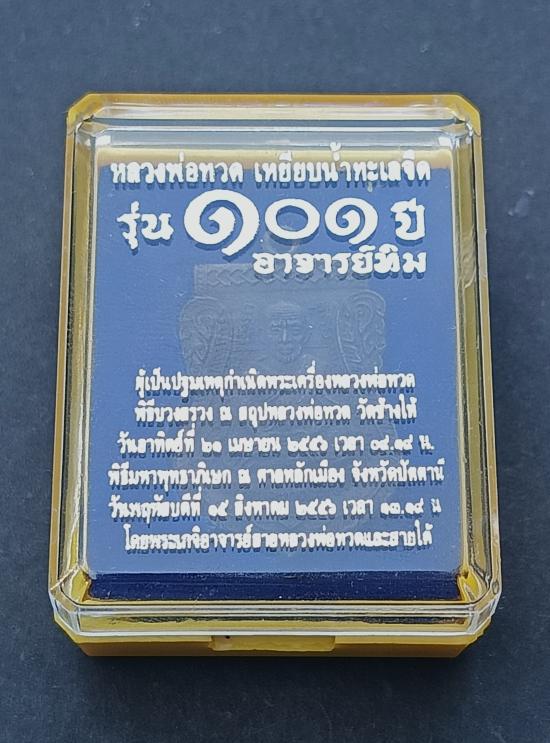 หลวงพ่อทวด เหยียบน้ำทะเลจืด
รุ่น ๑๐๑ ปี
อาจารย์ทิม
ผู้เป็นปฐมเหตุกำเนิดพระเครื่องหลวงพ่อทวด
พิธีบวงสรวง ณ สถูปหลวงพ่อทวด วัดช้างให้
วันอาทิตย์ที่ ๒๑ เมษายน ๒๕๕๖ เวลา ๐๘.๑๙ น.
พิธีมหาพุทธาภิเษก ณ ศาลหลักเมือง จังหวัดปัตตานี
วันพฤหัสบดีที่ ๑๕ สิงหาคม ๒๕๕๖ เวลา ๑๓.๑๙ น
โดยพระเกจิอาจารย์สายหลวงพ่อทวดและสายใต้